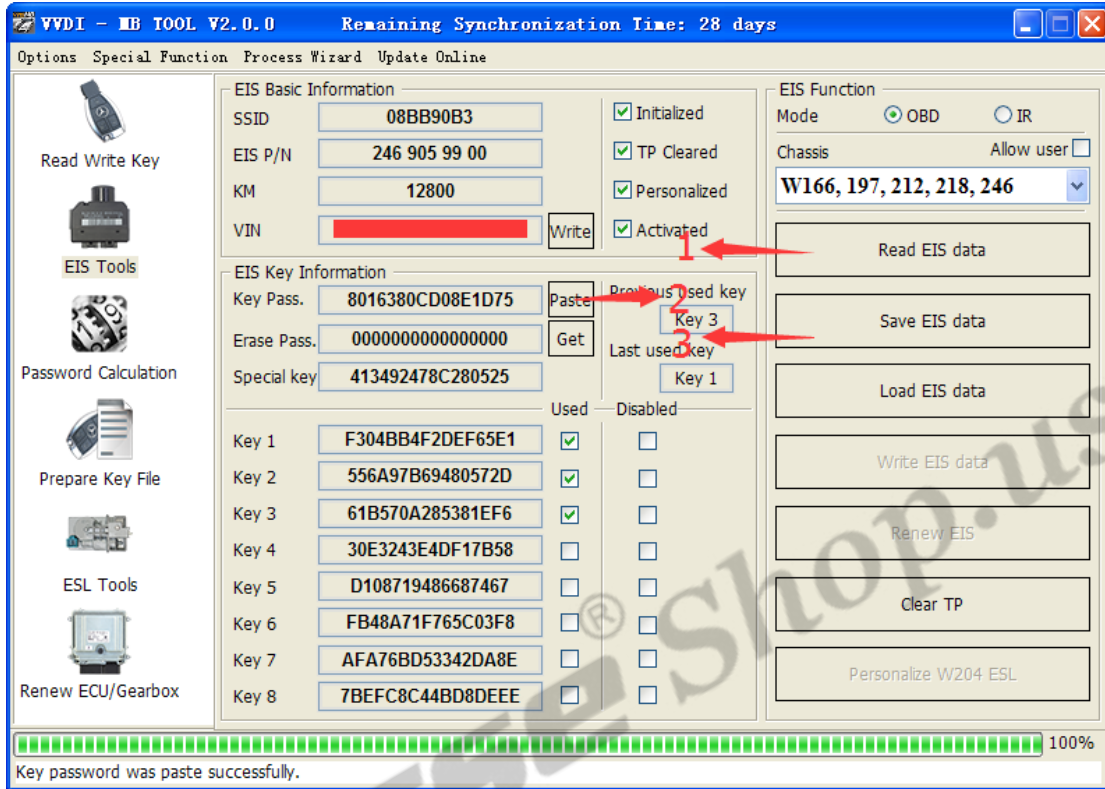 VVDI - MB TOOL V2.0.0 Remaining Synchronization Time: 28 days
Options Special Function Process Wizard Update Online
Read Write Key
EIS Tools
Password Calculation
Prepare Key File
ESL Tools
Renew ECU/Gearbox
EIS Basic Information
SSID 08BB90B3 Initialized
EIS P/N 246 905 99 00 TP Cleared
KM 12800 Personalized
VIN Write Activated
EIS Key Information
Key Pass. 8016380CD08E1D75 Paste
Erase Pass. 0000000000000000 Get
Special key 413492478C280525
Previous used key
Key 3
Last used key
Key 1
Used Disabled
Key 1 F304BB4F2DEF65E1
Key 2 556A97B69480572D
Key 3 61B570A285381EF6
Key 4 30E3243E4DF17B58
Key 5 D108719486687467
Key 6 FB48A71F765C03F8
Key 7 AFA76BD53342DA8E
Key 8 7BEFC8C44BD8DEEE
EIS Function
Mode OBD IR
Chassis Allow user
W166, 197, 212, 218, 246
1 Read EIS data
2
3 Save EIS data
Load EIS data
Write EIS data
Renew EIS
Clear TP
Personalize W204 ESL
100%
Key password was paste successfully.
se®Shop.us